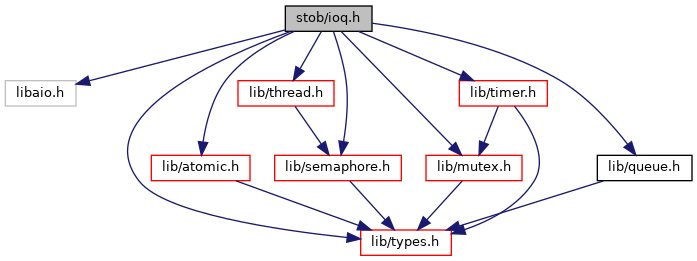 stob/ioq.h
libaio.h
lib/thread.h
lib/timer.h
lib/atomic.h
lib/semaphore.h
lib/mutex.h
lib/queue.h
lib/types.h